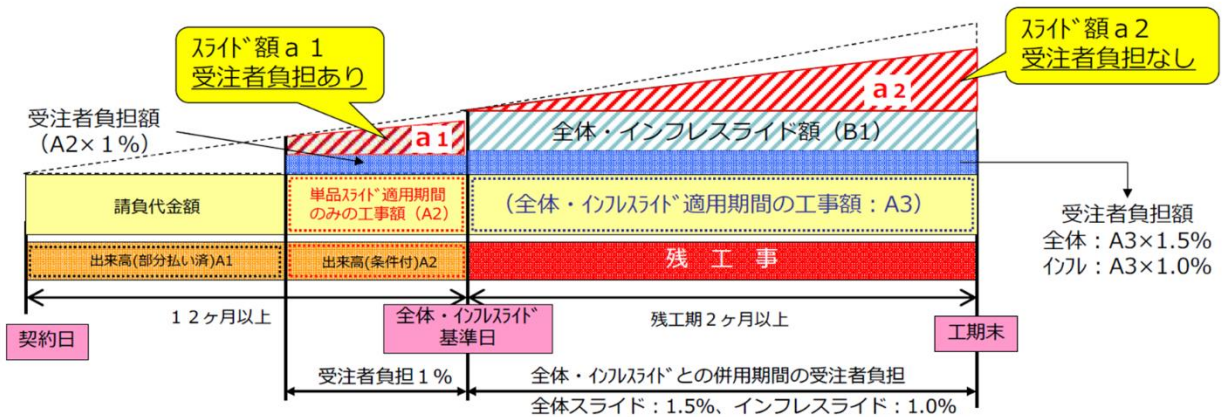 スライド額ａ１
受注者負担あり
スライド額ａ２
受注者負担なし
受注者負担額
（A2×１%）
a1
a2
全体・インフレスライド額（B1）
請負代金額
単品スライド適用期間
のみの工事額（A2）
（全体・インフレスライド適用期間の工事額：A3）
受注者負担額
全体：A3×1.5%
インフレ：A3×1.0%
出来高(部分払い済)A1
出来高(条件付)A2
残　工　事
１２ヶ月以上
残工期２ヶ月以上
契約日
全体・インフレスライド
基準日
工期末
受注者負担１%
全体・インフレスライドとの併用期間の受注者負担
全体スライド：1.5%、インフレスライド：1.0%